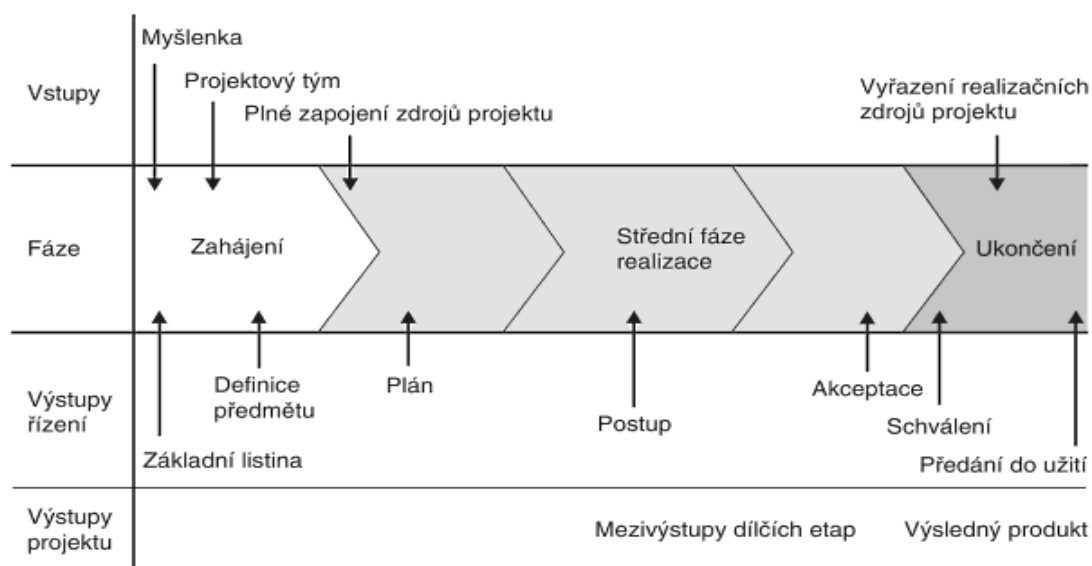 Myšlenka
Projektový tým
Plné zapojení zdrojů projektu
Vyřazení realizačních
zdrojů projektu
Vstupy
Fáze
Zahájení
Střední fáze
realizace
Ukončení
Výstupy
řízení
Definice
předmětu
Plán
Postup
Akceptace
Schválení
Základní listina
Předání do užití
Výstupy
projektu
Mezivýstupy dílčích etap
Výsledný produkt